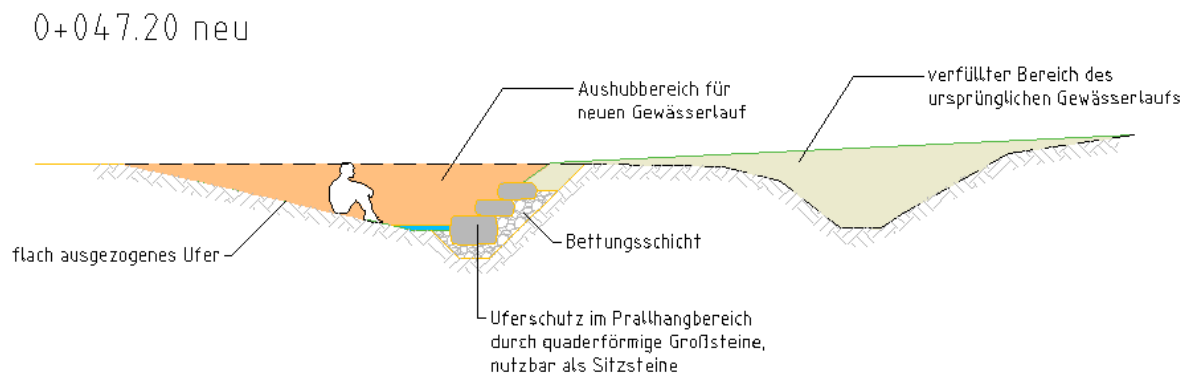 0+047.20 neu
Aushubbereich für
neuen Gewässerlauf
verfüllter Bereich des
ursprünglichen Gewässerlaufs
flach ausgezogenes Ufer
Bettungsschicht
Uferschutz im Prallhangbereich
durch quaderförmige Großsteine,
nutzbar als Sitzsteine